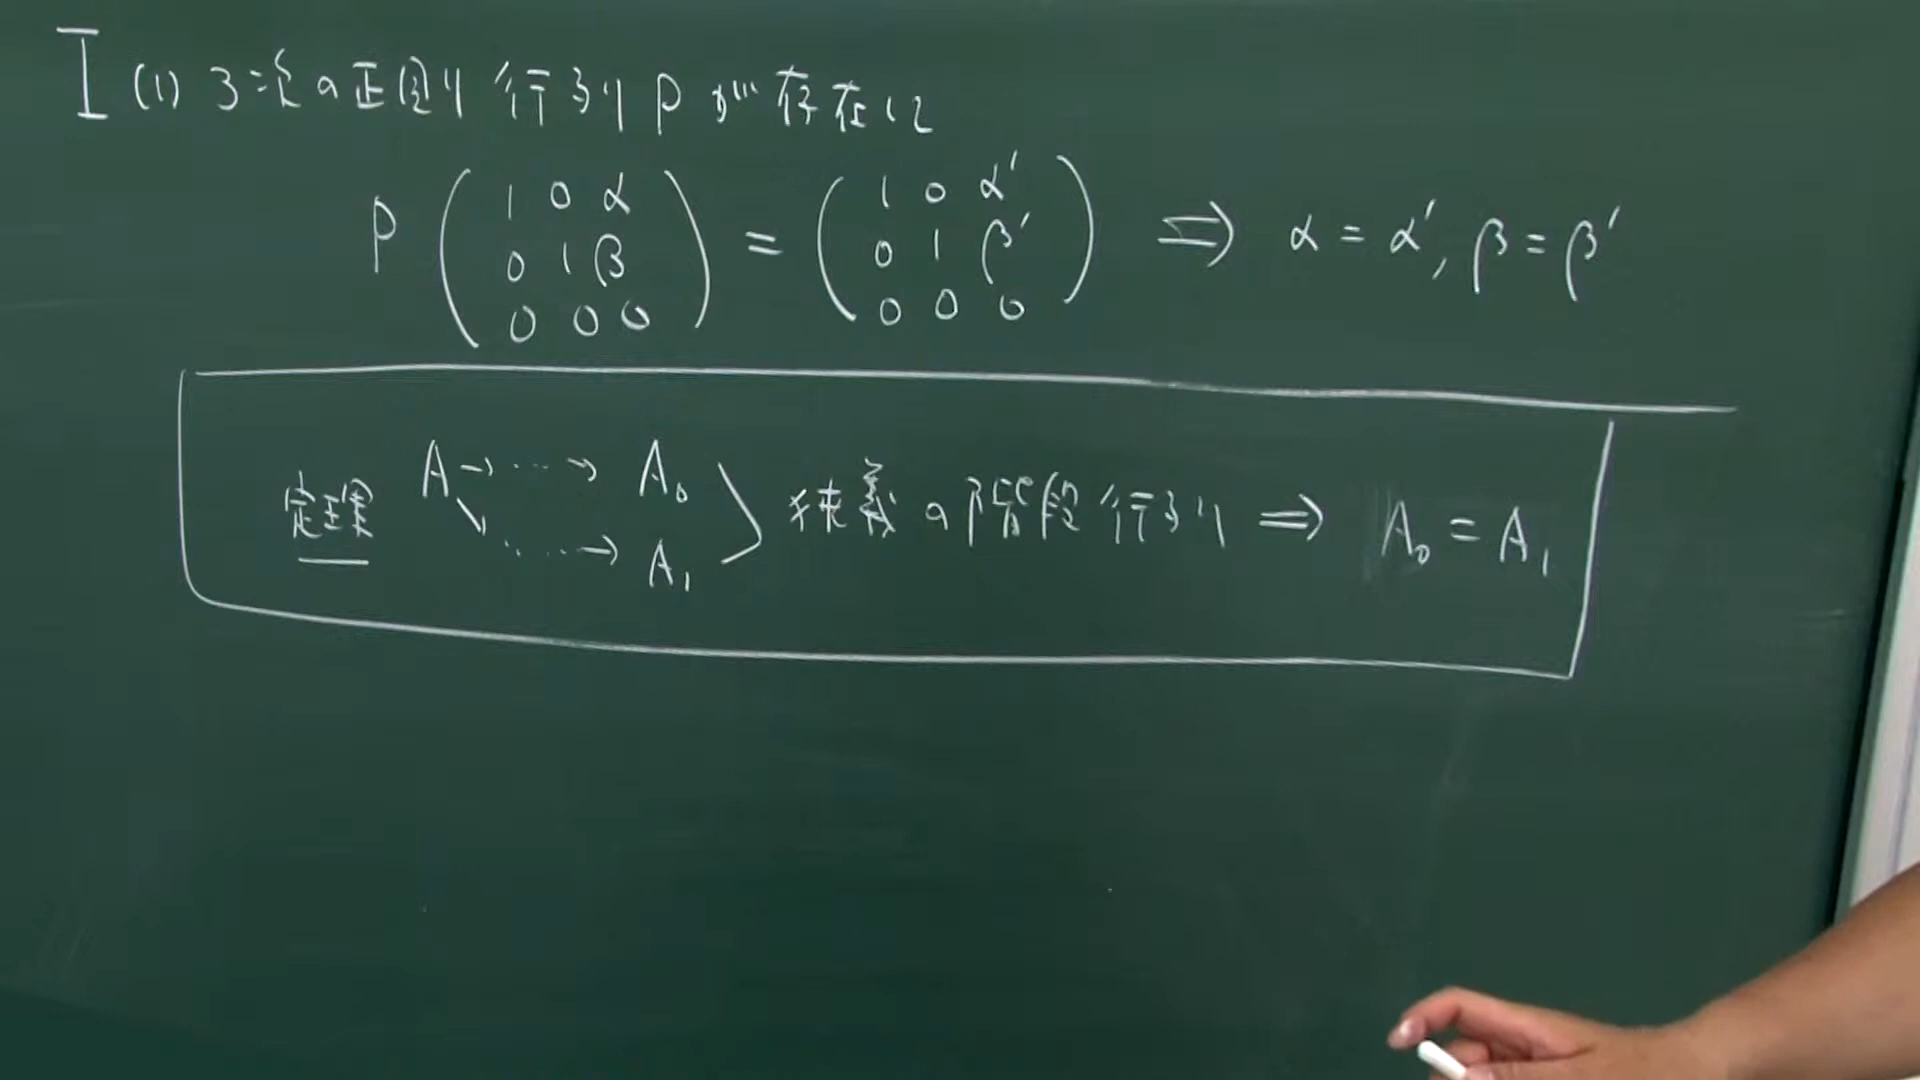 I (1) 3次の正則行列 P が存在して
P ( 1 0 α ; 0 1 β ; 0 0 0 ) = ( 1 0 α' ; 0 1 β' ; 0 0 0 ) ⇒ α = α', β = β'
定理 A → ⋯ → A₀ ↘ ⋯ → A₁ } 狭義の階段行列 ⇒ A₀ = A₁